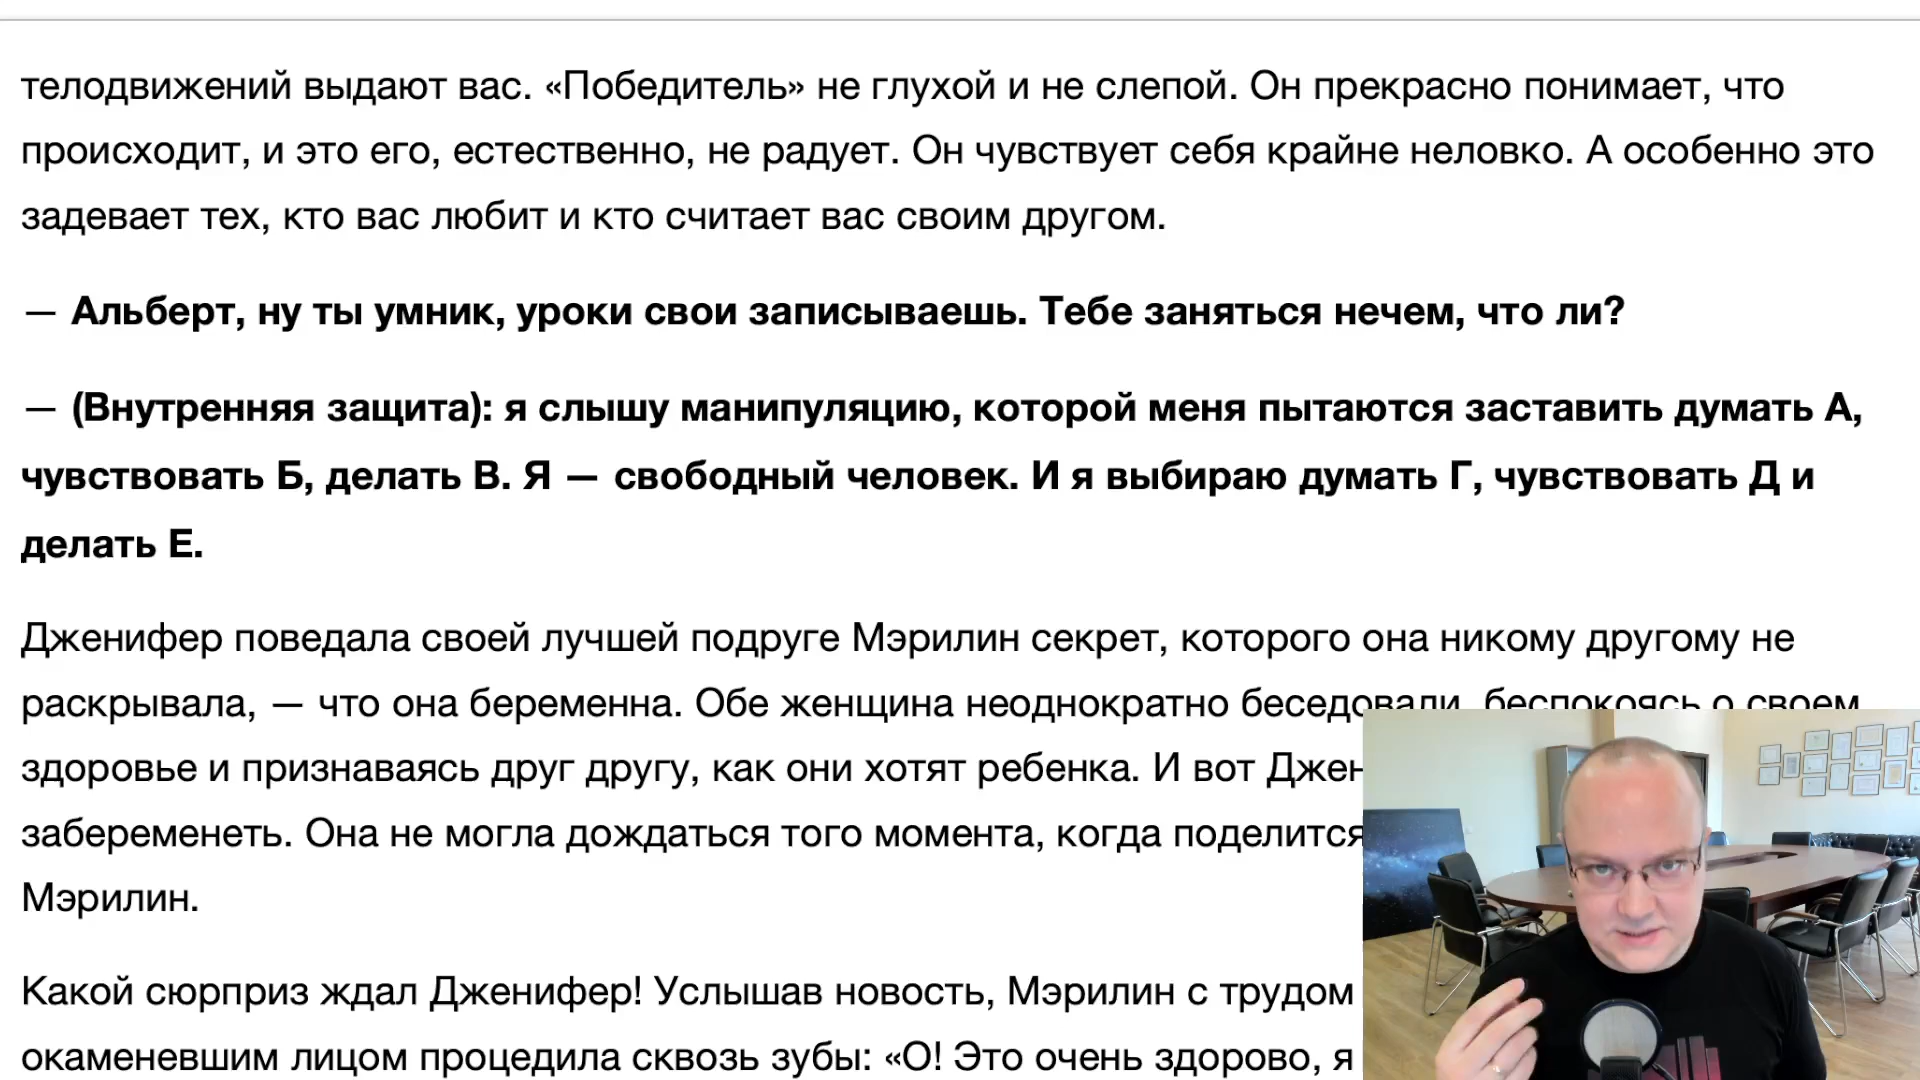 телодвижений выдают вас. «Победитель» не глухой и не слепой. Он прекрасно понимает, что
происходит, и это его, естественно, не радует. Он чувствует себя крайне неловко. А особенно это
задевает тех, кто вас любит и кто считает вас своим другом.
— Альберт, ну ты умник, уроки свои записываешь. Тебе заняться нечем, что ли?
— (Внутренняя защита): я слышу манипуляцию, которой меня пытаются заставить думать А,
чувствовать Б, делать В. Я — свободный человек. И я выбираю думать Г, чувствовать Д и
делать Е.
Дженифер поведала своей лучшей подруге Мэрилин секрет, которого она никому другому не
раскрывала, — что она беременна. Обе женщина неоднократно беседовали, беспокоясь о своем
здоровье и признаваясь друг другу, как они хотят ребенка. И вот
забеременеть. Она не могла дождаться того момента, когда поделится
Мэрилин.
Какой сюрприз ждал Дженифер! Услышав новость, Мэрилин с трудом
окаменевшим лицом процедила сквозь зубы: «О! Это очень здорово, я